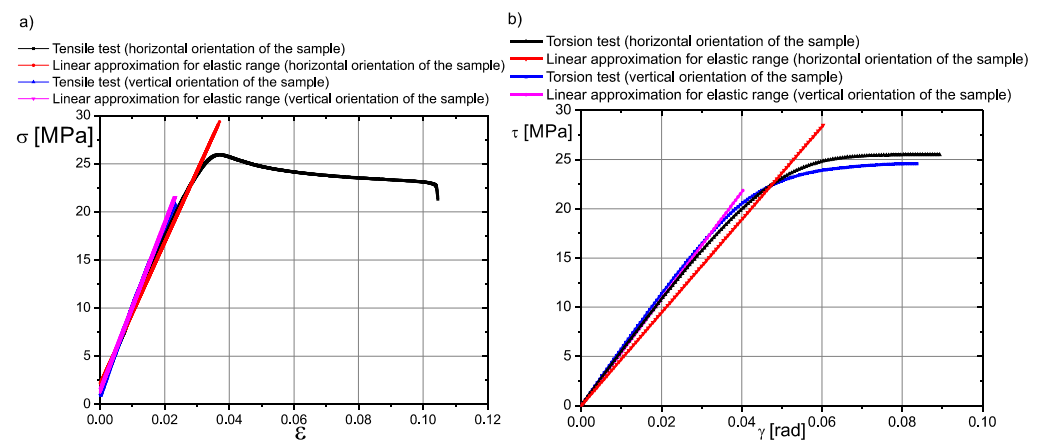 a)
Tensile test (horizontal orientation of the sample)
Linear approximation for elastic range (horizontal orientation of the sample)
Tensile test (vertical orientation of the sample)
Linear approximation for elastic range (vertical orientation of the sample)
σ [MPa]
30
25
20
15
10
5
0
0.00 0.02 0.04 0.06 0.08 0.10 0.12
ε
b)
Torsion test (horizontal orientation of the sample)
Linear approximation for elastic range (horizontal orientation of the sample)
Torsion test (vertical orientation of the sample)
Linear approximation for elastic range (vertical orientation of the sample)
τ [MPa]
30
25
20
15
10
5
0
0.00 0.02 0.04 0.06 0.08 0.10
γ [rad]